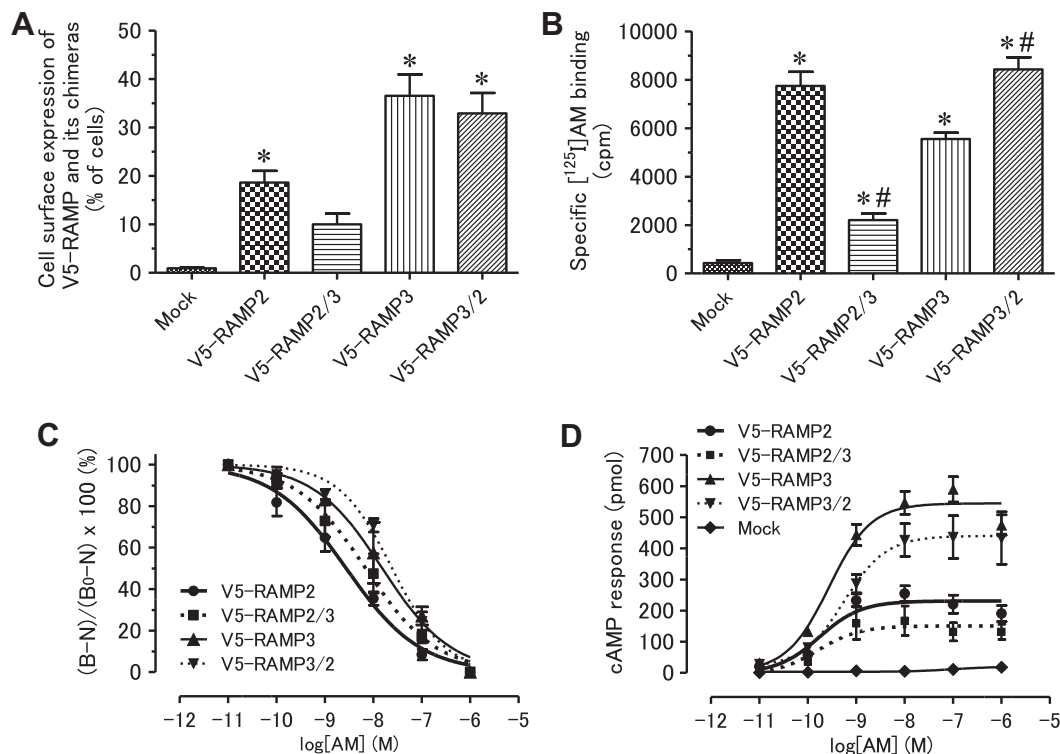 A
Cell surface expression of
V5-RAMP and its chimeras
(% of cells)
50
40
30
20
10
0
*
*
*
Mock
V5-RAMP2
V5-RAMP2/3
V5-RAMP3
V5-RAMP3/2
B
Specific [125I]AM binding
(cpm)
10000
8000
6000
4000
2000
0
*
*#
*
*#
Mock
V5-RAMP2
V5-RAMP2/3
V5-RAMP3
V5-RAMP3/2
C
(B-N)/(B0-N) x 100 (%)
100
80
60
40
20
0
V5-RAMP2
V5-RAMP2/3
V5-RAMP3
V5-RAMP3/2
-12 -11 -10 -9 -8 -7 -6 -5
log[AM] (M)
D
V5-RAMP2
V5-RAMP2/3
V5-RAMP3
V5-RAMP3/2
Mock
cAMP response (pmol)
700
600
500
400
300
200
100
0
-12 -11 -10 -9 -8 -7 -6 -5
log[AM] (M)